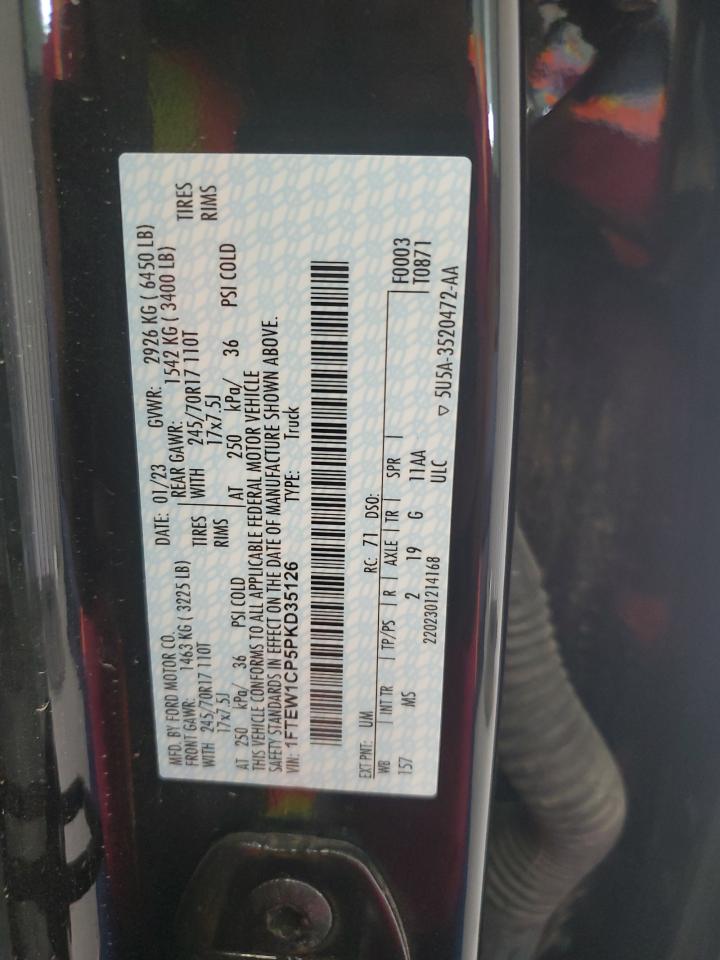 MFD. BY FORD MOTOR CO. DATE: 01/23 GVWR: 2926 KG ( 6450 LB)
FRONT GAWR: 1463 KG ( 3225 LB) REAR GAWR: 1542 KG ( 3400 LB)
WITH 245/70R17 110T TIRES WITH 245/70R17 110T TIRES
17x7.5J RIMS 17x7.5J RIMS
AT 250 kPa/ 36 PSI COLD AT 250 kPa/ 36 PSI COLD
THIS VEHICLE CONFORMS TO ALL APPLICABLE FEDERAL MOTOR VEHICLE
SAFETY STANDARDS IN EFFECT ON THE DATE OF MANUFACTURE SHOWN ABOVE.
VIN: 1FTEW1CP5PKD35126 TYPE: Truck
EXT PNT: UM RC: 71 DSO: F0003
WB INT TR TP/PS R AXLE TR SPR T0871
157 MS 2 19 G 11AA
2202301214168 ULC ▽ 5U5A-3520472-AA